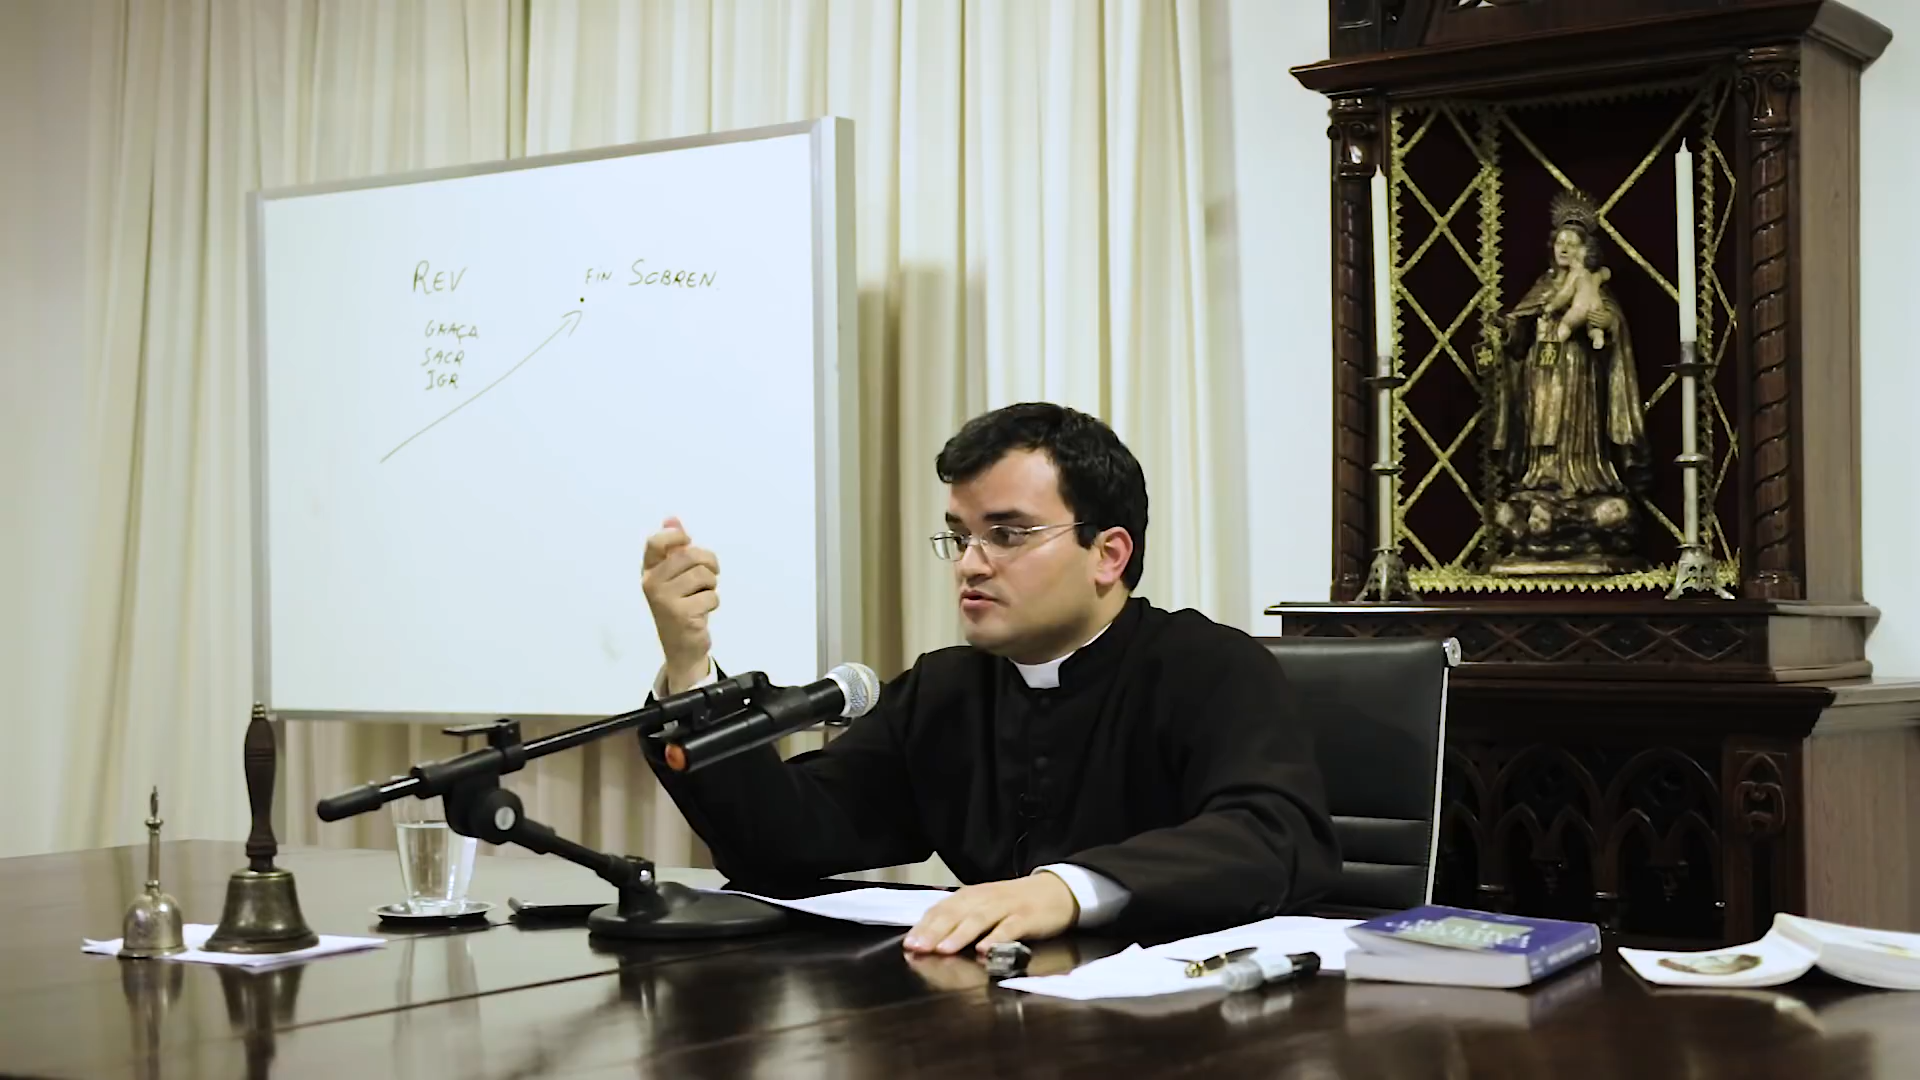 REV
FIN. SOBREN.
GRAÇA
SACR
IGR